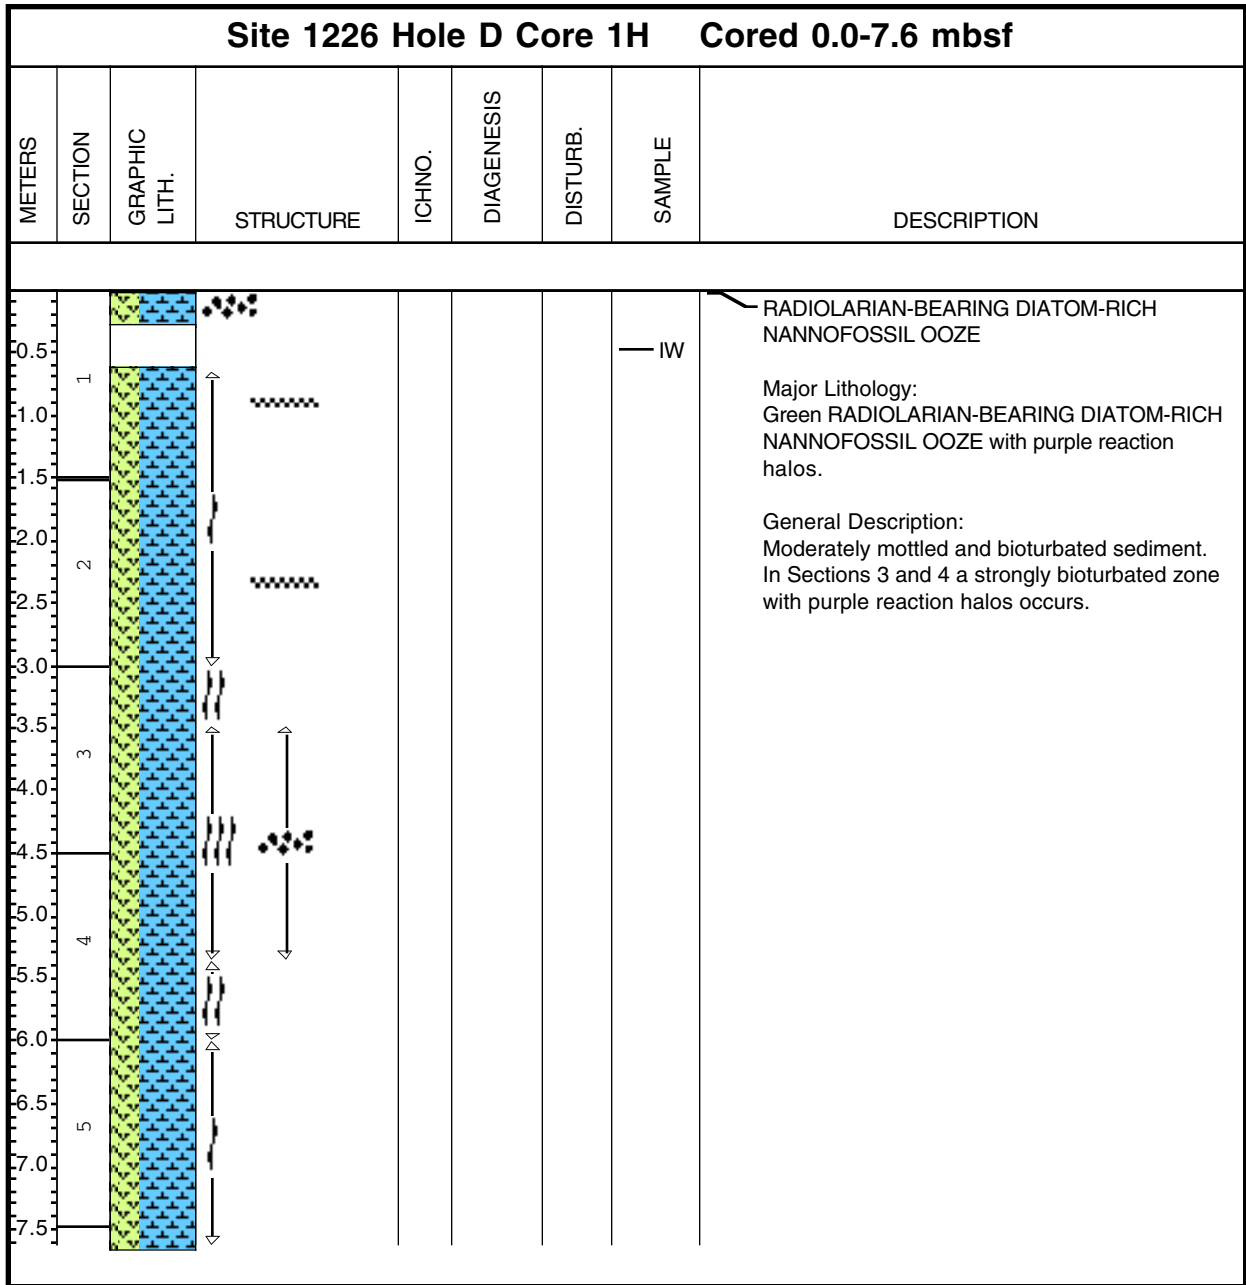 Site 1226 Hole D Core 1H Cored 0.0-7.6 mbsf
METERS
SECTION
GRAPHIC
LITH.
STRUCTURE
ICHNO.
DIAGENESIS
DISTURB.
SAMPLE
DESCRIPTION
0.5
1.0
1.5
2.0
2.5
3.0
3.5
4.0
4.5
5.0
5.5
6.0
6.5
7.0
7.5
1
2
3
4
5
IW
RADIOLARIAN-BEARING DIATOM-RICH
NANNOFOSSIL OOZE
Major Lithology:
Green RADIOLARIAN-BEARING DIATOM-RICH
NANNOFOSSIL OOZE with purple reaction
halos.
General Description:
Moderately mottled and bioturbated sediment.
In Sections 3 and 4 a strongly bioturbated zone
with purple reaction halos occurs.